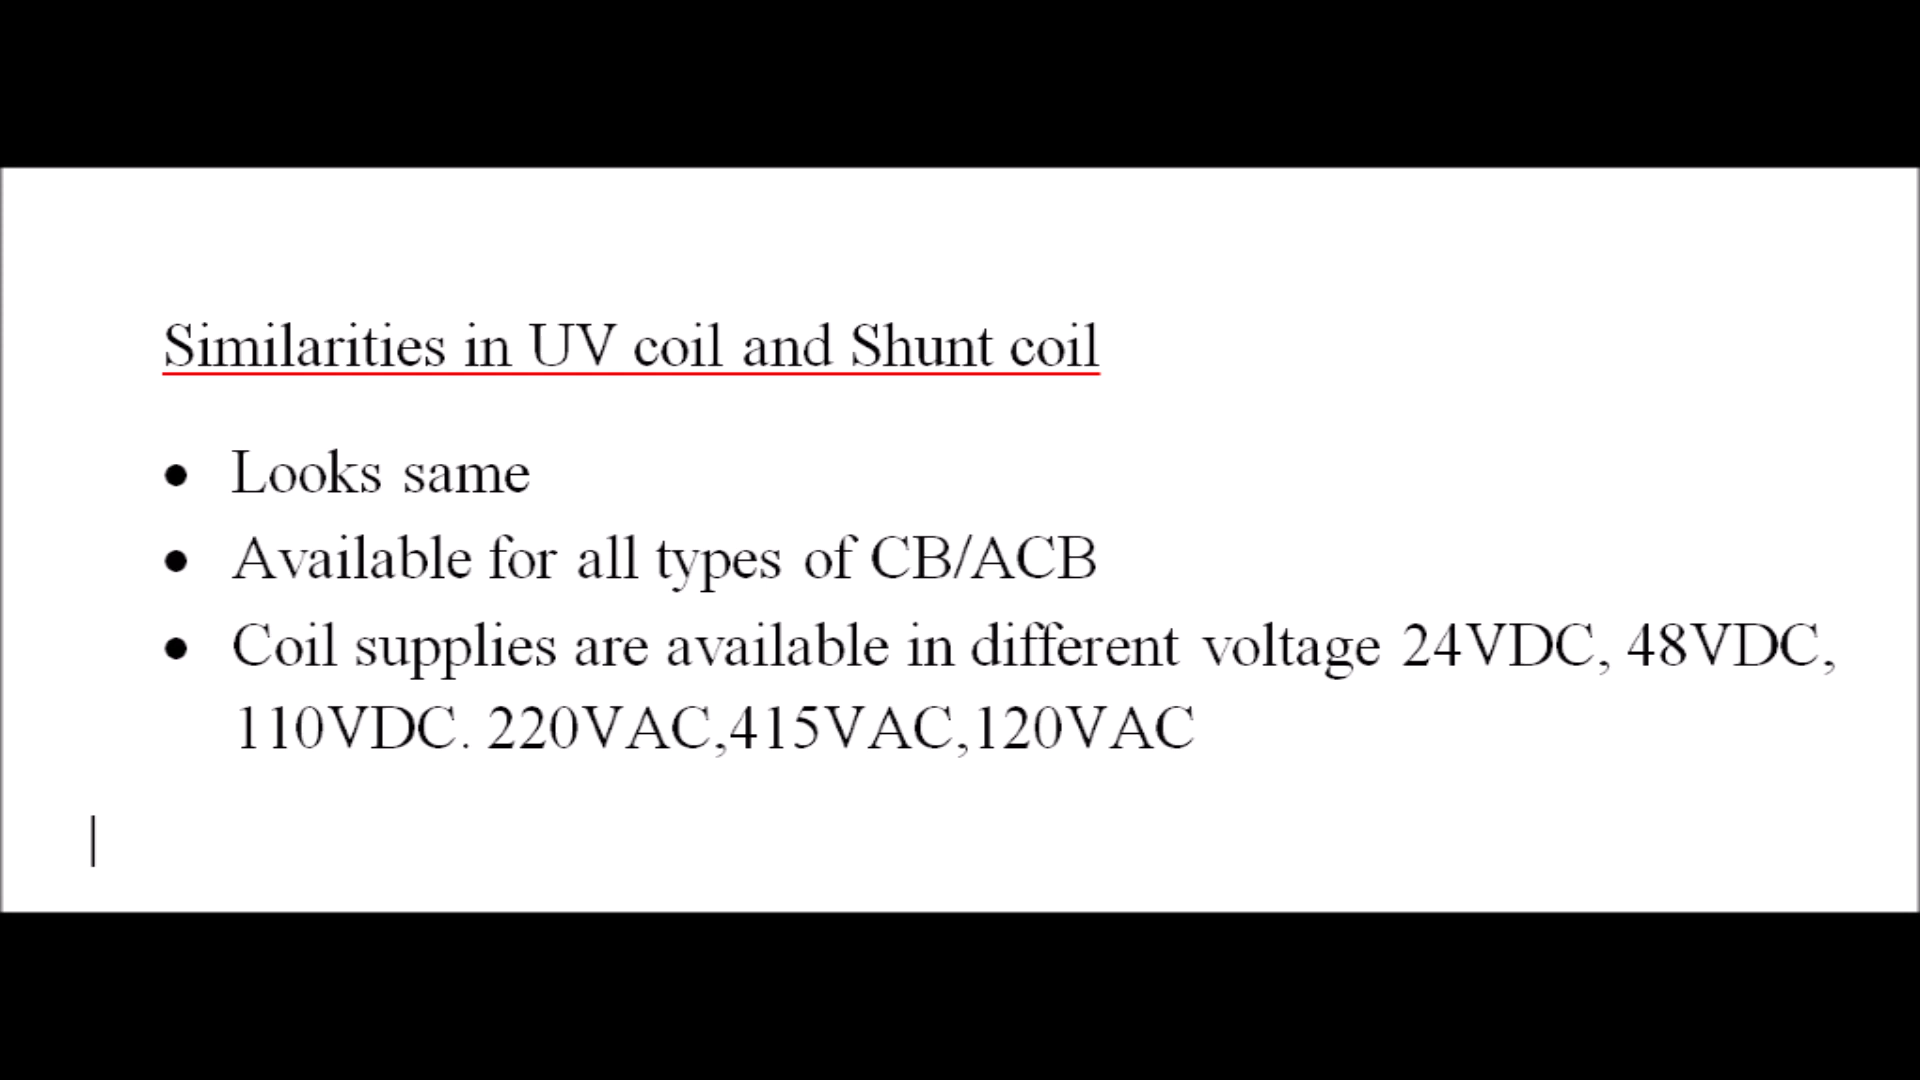 Similarities in UV coil and Shunt coil
● Looks same
● Available for all types of CB/ACB
● Coil supplies are available in different voltage 24VDC, 48VDC,
110VDC. 220VAC,415VAC,120VAC